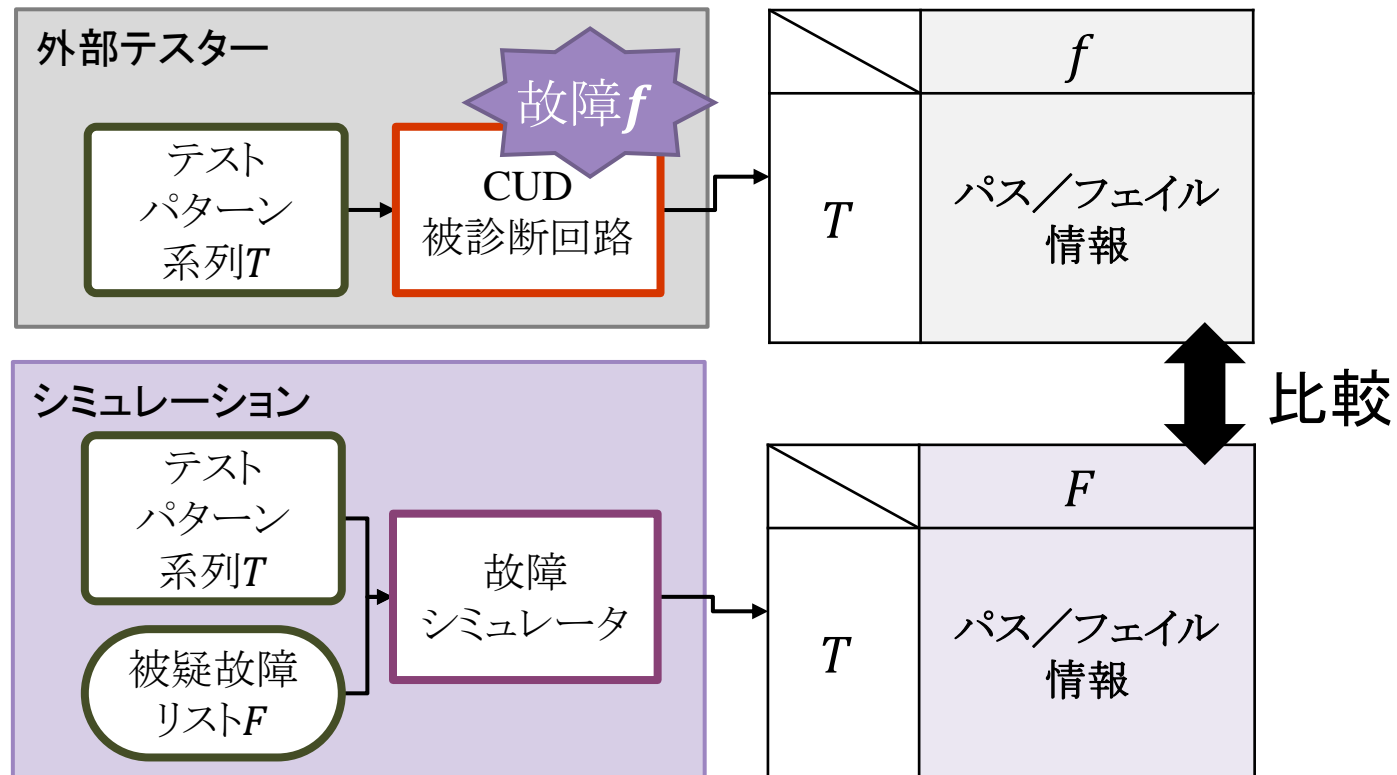 外部テスター
故障f
テスト
パターン
系列T
CUD
被診断回路
f
T
パス／フェイル
情報
比較
シミュレーション
テスト
パターン
系列T
被疑故障
リストF
故障
シミュレータ
F
T
パス／フェイル
情報